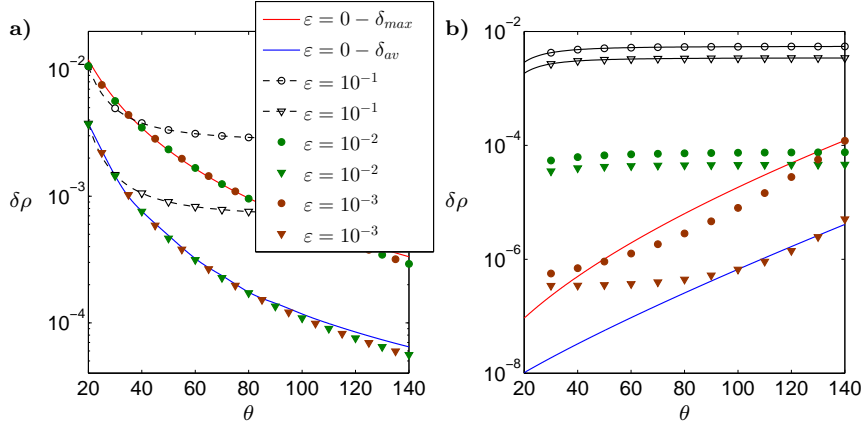 a)
δρ
10⁻²
10⁻³
10⁻⁴
20 40 60 80 100 120 140
θ
ε = 0 − δmax
ε = 0 − δav
ε = 10⁻¹
ε = 10⁻¹
ε = 10⁻²
ε = 10⁻²
ε = 10⁻³
ε = 10⁻³
b)
δρ
10⁻²
10⁻⁴
10⁻⁶
10⁻⁸
20 40 60 80 100 120 140
θ